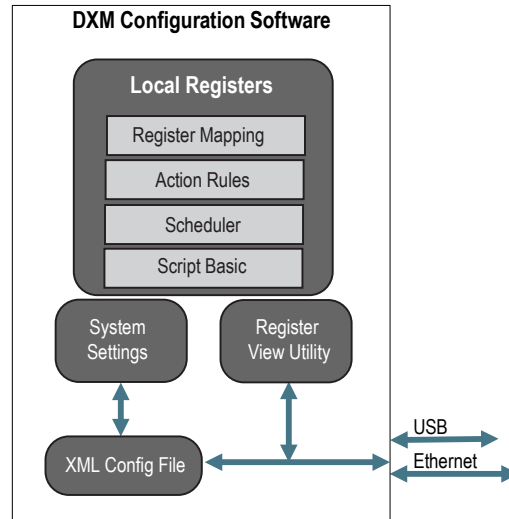 DXM Configuration Software
Local Registers
Register Mapping
Action Rules
Scheduler
Script Basic
System
Settings
Register
View Utility
XML Config File
USB
Ethernet